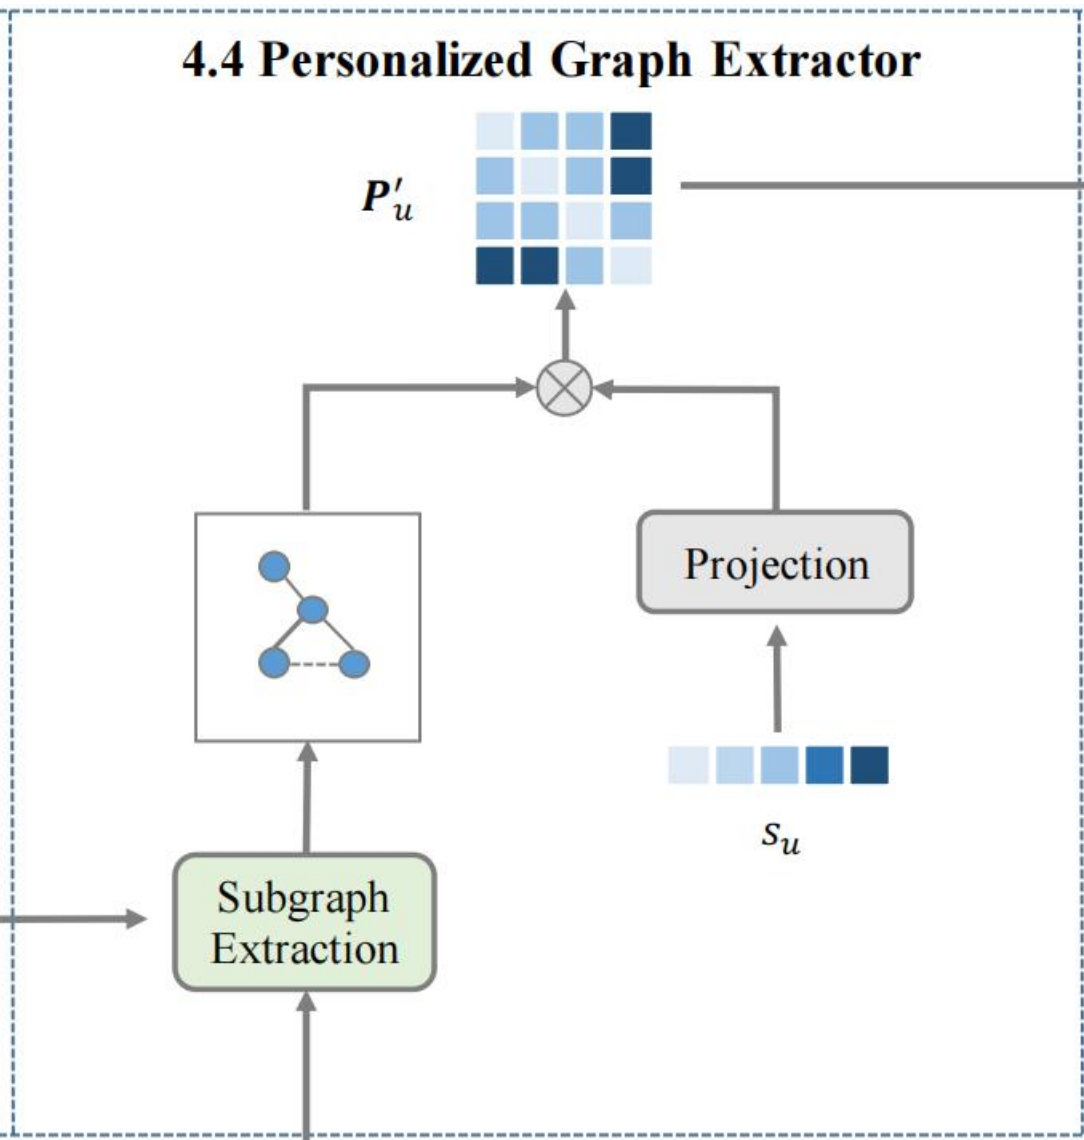 4.4 Personalized Graph Extractor
P′ᵤ
Projection
sᵤ
Subgraph
Extraction